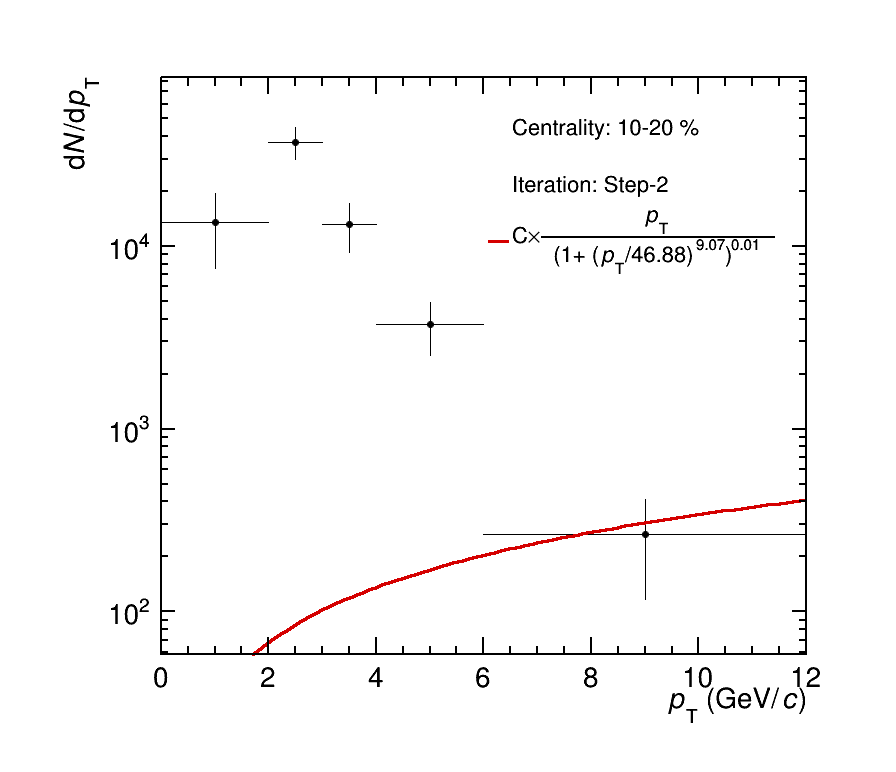 dN/dpT
Centrality: 10-20 %
Iteration: Step-2
C× pT
(1+ (pT/46.88)9.07)0.01
10^4
10^3
10^2
0 2 4 6 8 10 12
pT (GeV/c)